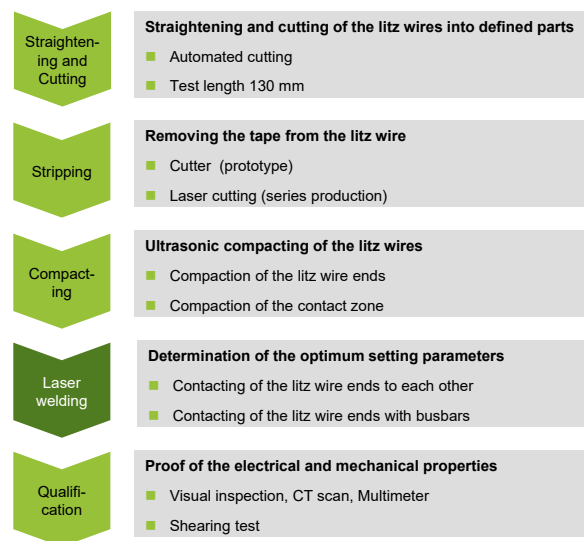 Straighten-
ing and
Cutting
Straightening and cutting of the litz wires into defined parts
Automated cutting
Test length 130 mm
Stripping
Removing the tape from the litz wire
Cutter (prototype)
Laser cutting (series production)
Compact-
ing
Ultrasonic compacting of the litz wires
Compaction of the litz wire ends
Compaction of the contact zone
Laser
welding
Determination of the optimum setting parameters
Contacting of the litz wire ends to each other
Contacting of the litz wire ends with busbars
Qualifi-
cation
Proof of the electrical and mechanical properties
Visual inspection, CT scan, Multimeter
Shearing test